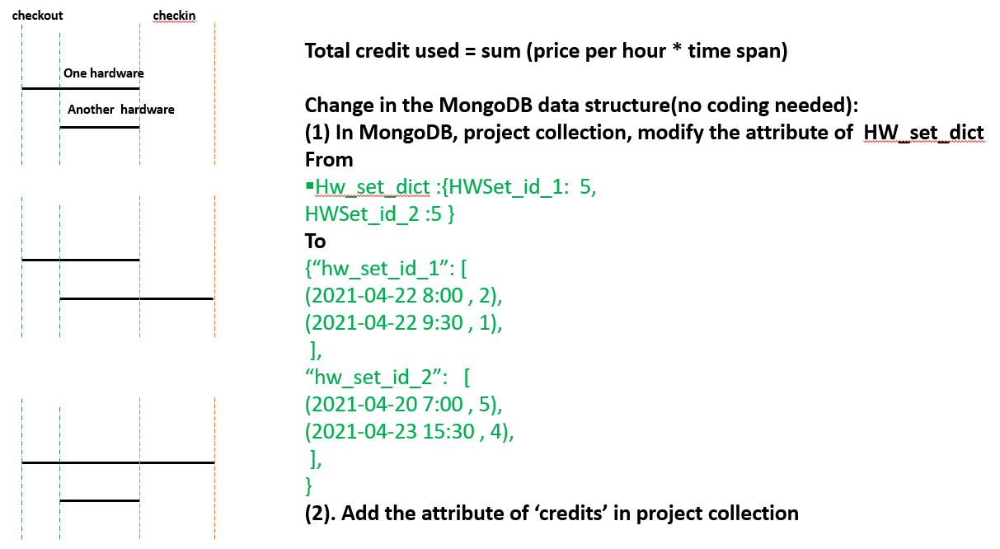 checkout
checkin
One hardware
Another hardware
Total credit used = sum (price per hour * time span)
Change in the MongoDB data structure(no coding needed):
(1) In MongoDB, project collection, modify the attribute of HW_set_dict
From
▪Hw_set_dict :{HWSet_id_1: 5,
HWSet_id_2 :5 }
To
{“hw_set_id_1”: [
(2021-04-22 8:00 , 2),
(2021-04-22 9:30 , 1),
],
“hw_set_id_2”: [
(2021-04-20 7:00 , 5),
(2021-04-23 15:30 , 4),
],
}
(2). Add the attribute of ‘credits’ in project collection